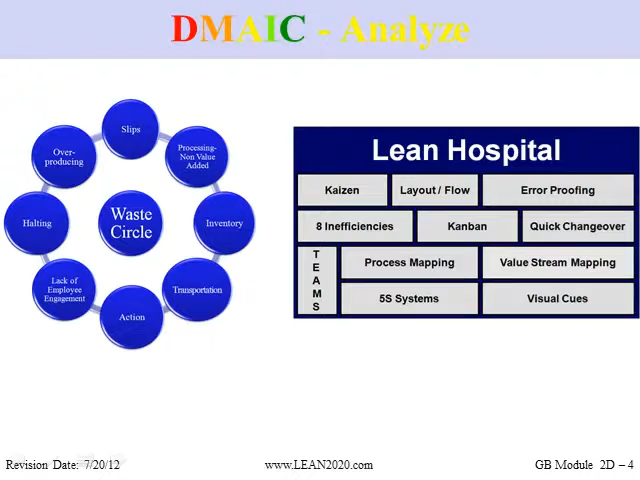 DMAIC - Analyze
Slips
Processing-
Non Value
Added
Inventory
Transportation
Action
Lack of
Employee
Engagement
Halting
Over-
producing
Waste
Circle
Lean Hospital
Kaizen
Layout / Flow
Error Proofing
8 Inefficiencies
Kanban
Quick Changeover
T
E
A
M
S
Process Mapping
Value Stream Mapping
5S Systems
Visual Cues
Revision Date: 7/20/12
www.LEAN2020.com
GB Module 2D – 4